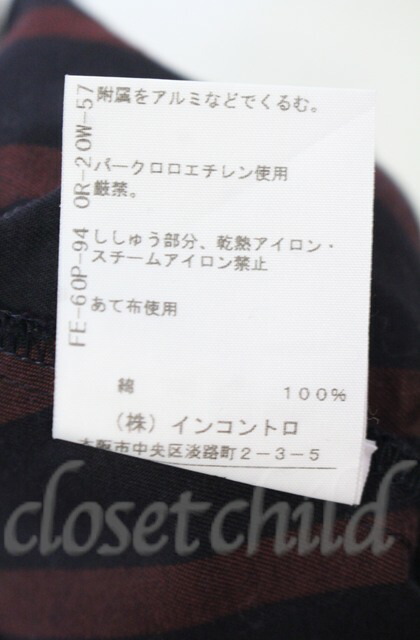 附属をアルミなどでくるむ。
パークロロエチレン使用
厳禁。
ししゅう部分、乾熱アイロン・
スチームアイロン禁止
あて布使用
綿 100%
(株) インコントロ
大阪市中央区淡路町2-3-5
FE-60P-94 OR-20W-57
closet child